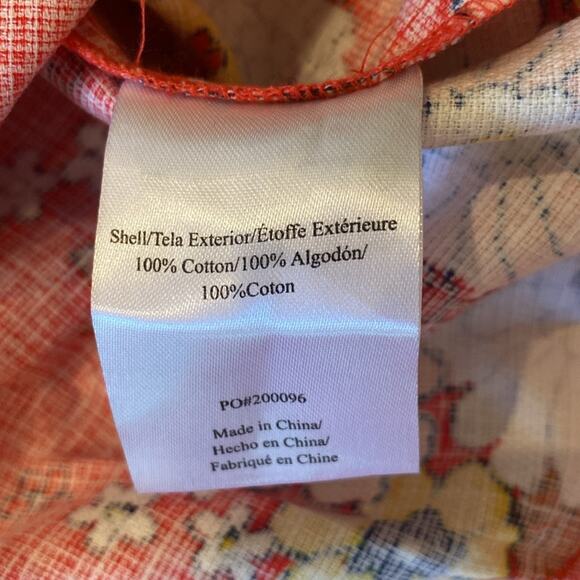 Shell/Tela Exterior/Étoffe Extérieure
100% Cotton/100% Algodón/
100%Coton
PO#200096
Made in China/
Hecho en China/
Fabriqué en Chine